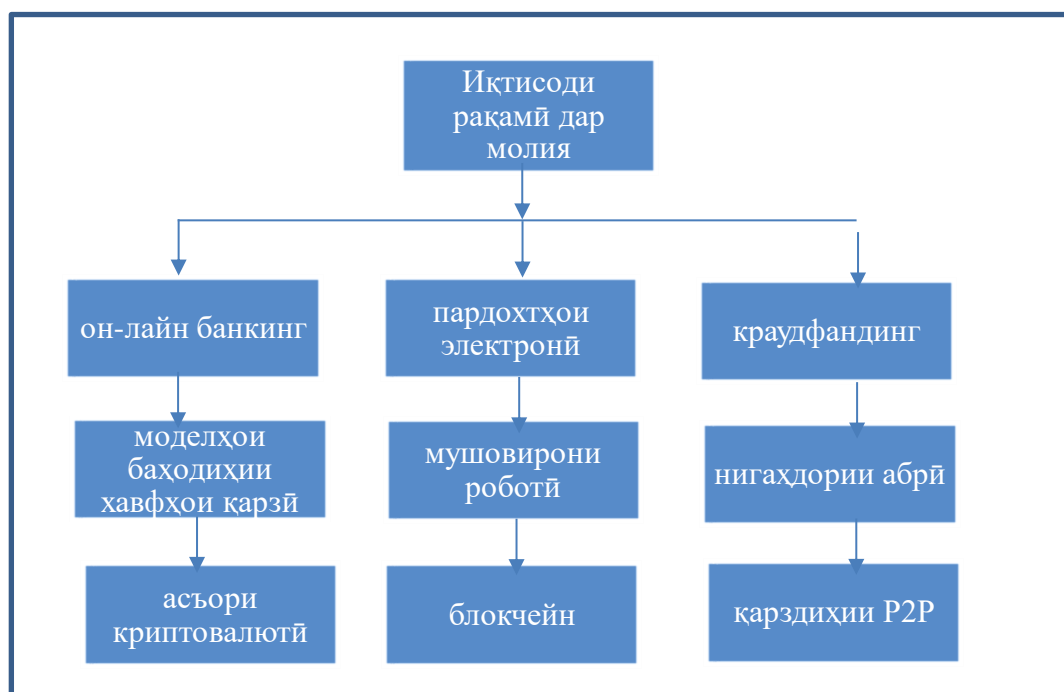 Иқтисоди
рақамӣ дар
молия
он-лайн банкинг
пардохтҳои
электронӣ
краудфандинг
моделҳои
баҳодиҳии
хавфҳои қарзӣ
мушовирони
роботӣ
нигаҳдории абрӣ
асъори
криптовалютӣ
блокчейн
қарздиҳии P2P